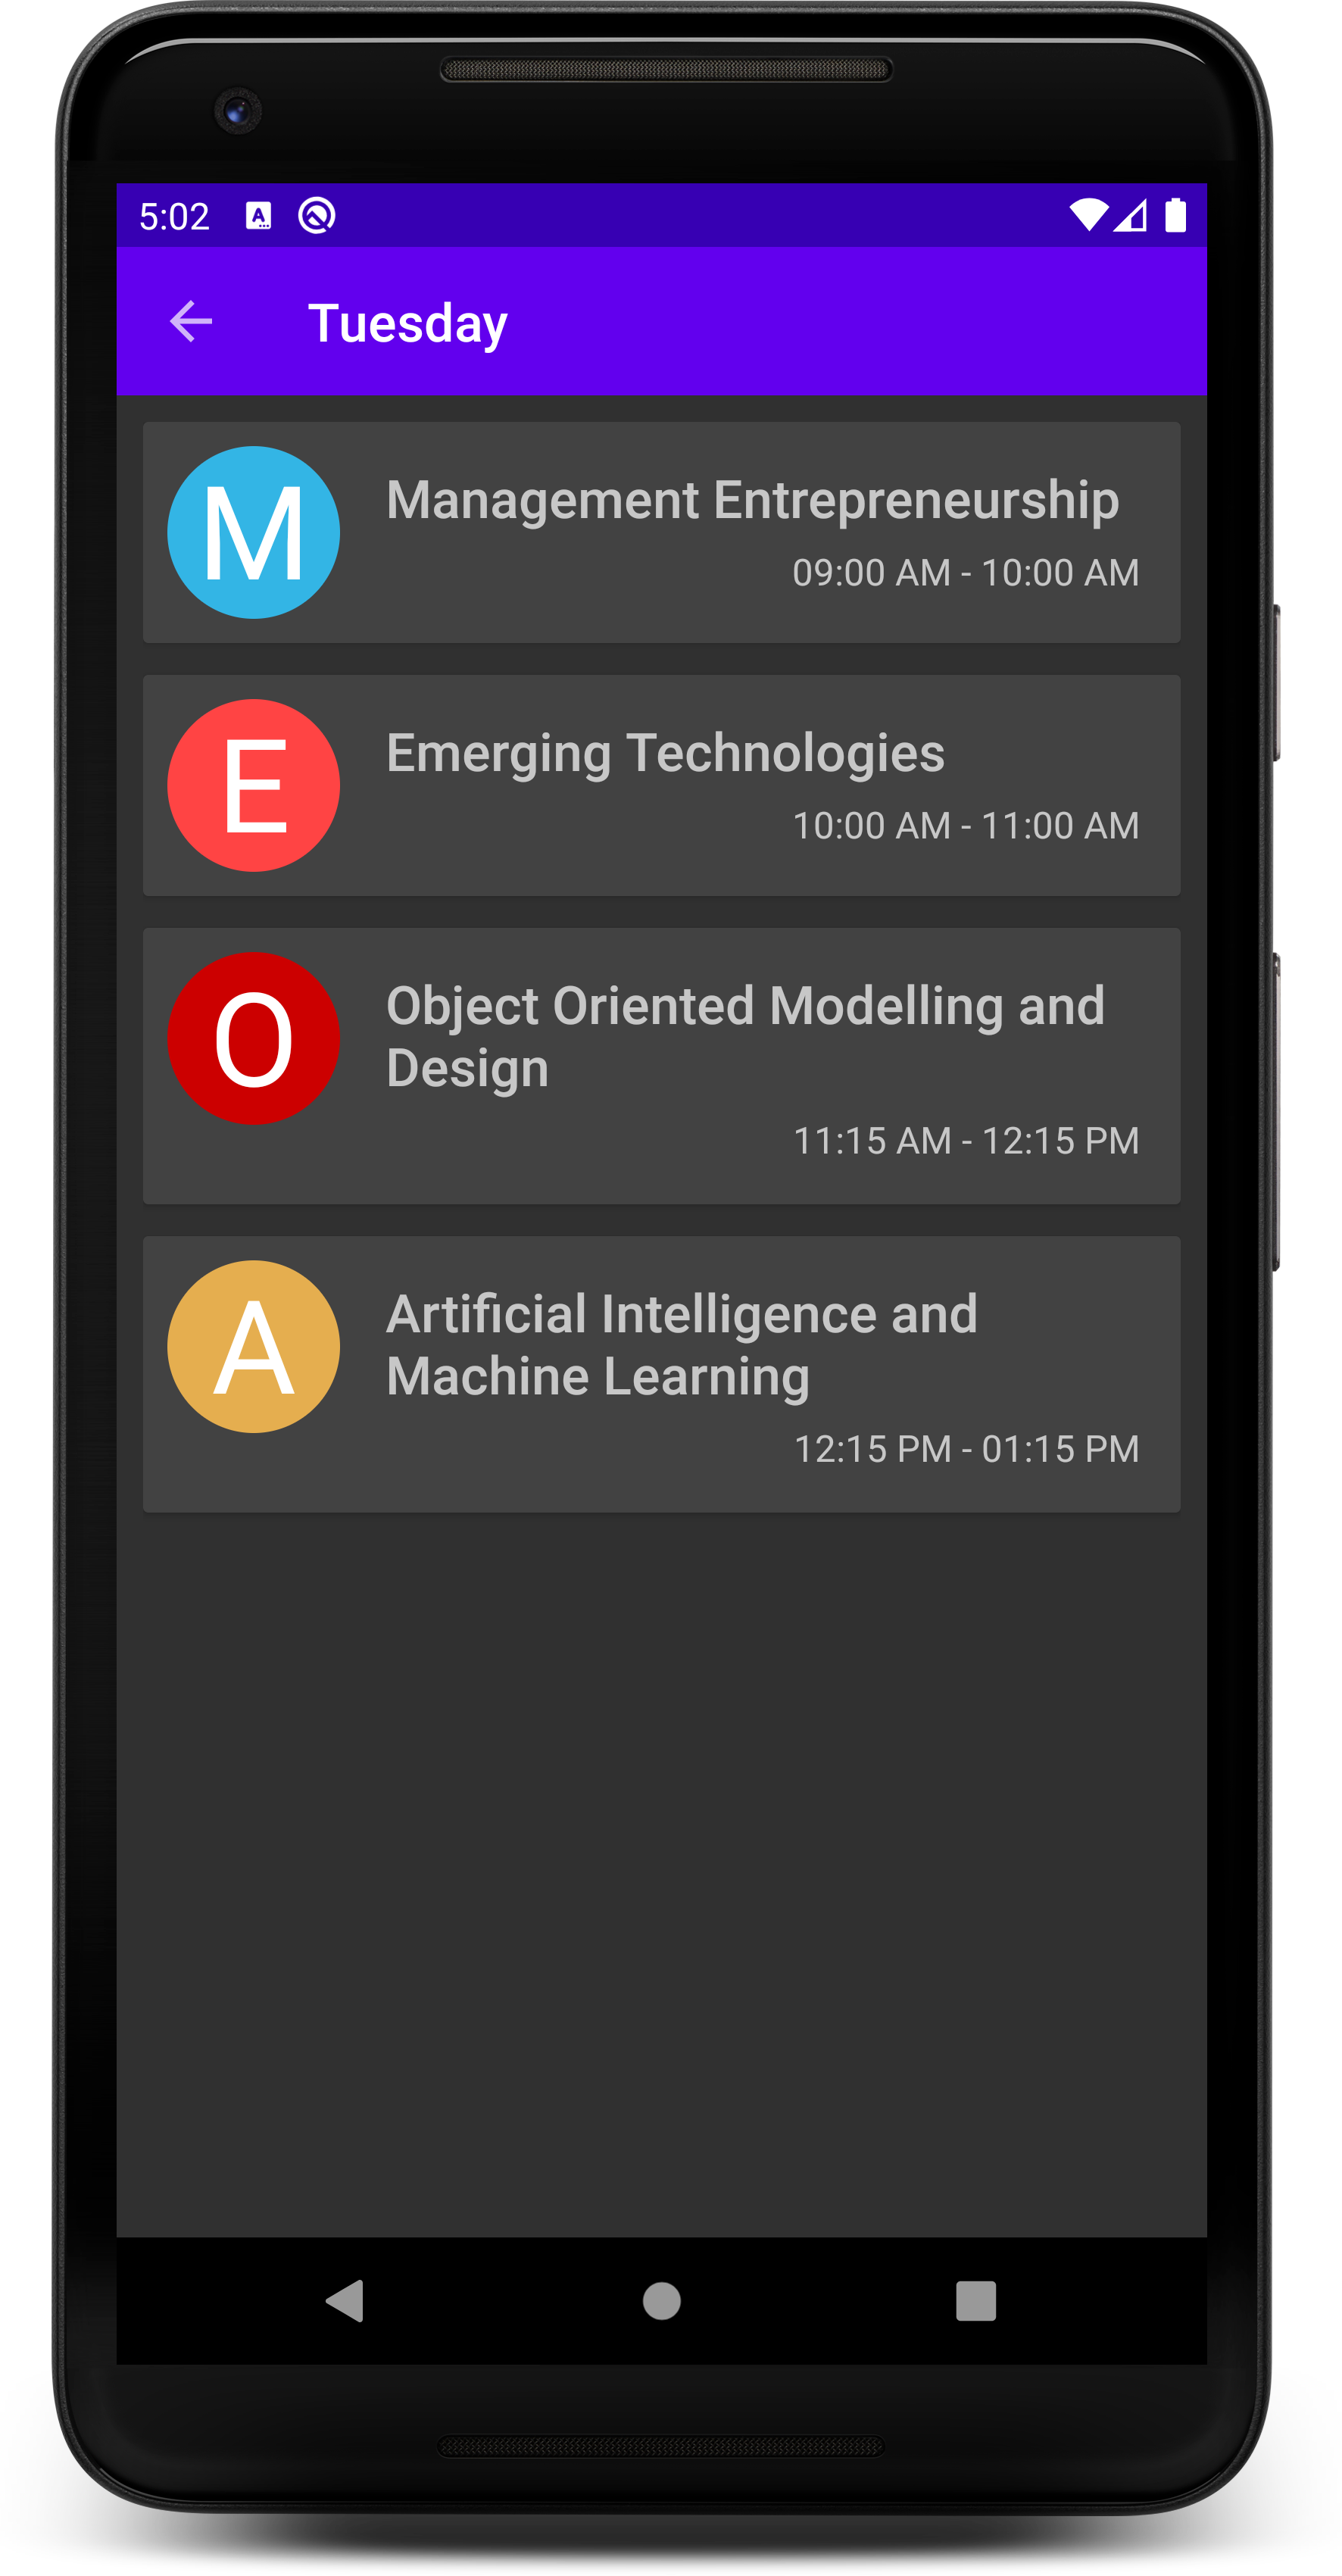 5:02
Tuesday
M
Management Entrepreneurship
09:00 AM - 10:00 AM
E
Emerging Technologies
10:00 AM - 11:00 AM
O
Object Oriented Modelling and
Design
11:15 AM - 12:15 PM
A
Artificial Intelligence and
Machine Learning
12:15 PM - 01:15 PM